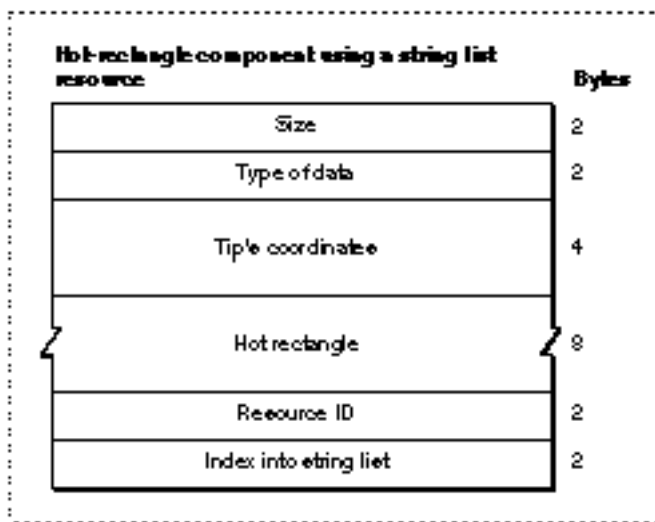 Hot-rectangle component using a string list
resource
Bytes
Size 2
Type of data 2
Tip's coordinates 4
Hot rectangle 8
Resource ID 2
Index into string list 2